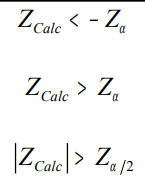 Z_Calc < - Z_α
Z_Calc > Z_α
|Z_Calc| > Z_α/2